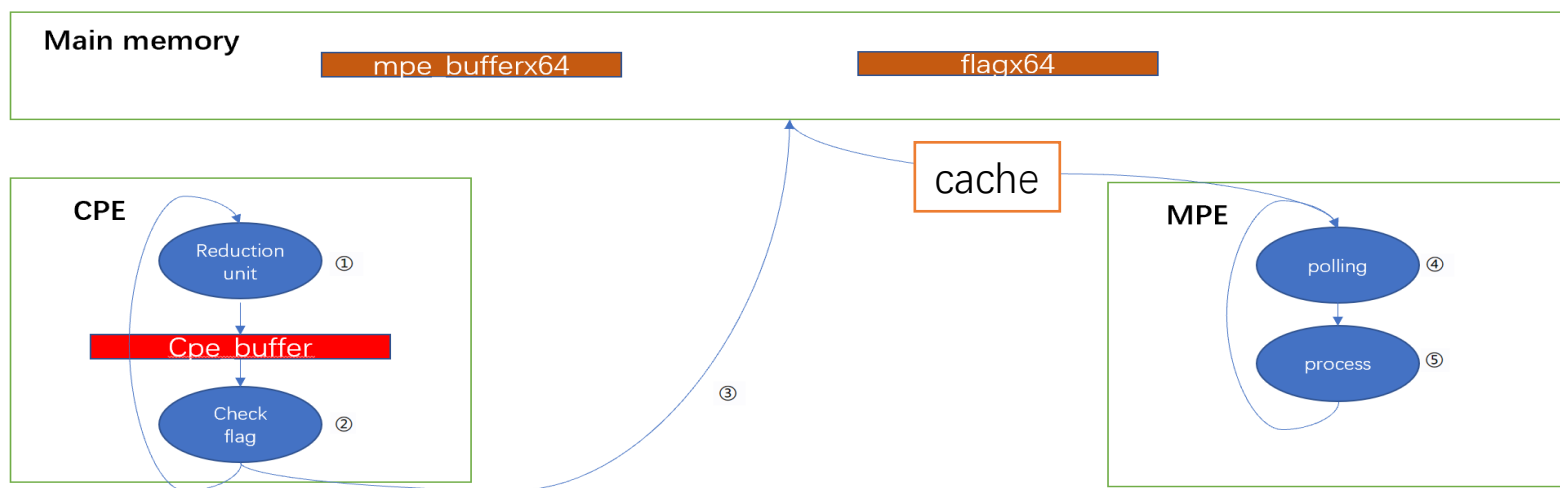 Main memory
mpe_bufferx64
flagx64
cache
CPE
MPE
Reduction
unit
①
polling
④
Cpe_buffer
process
⑤
③
Check
flag
②